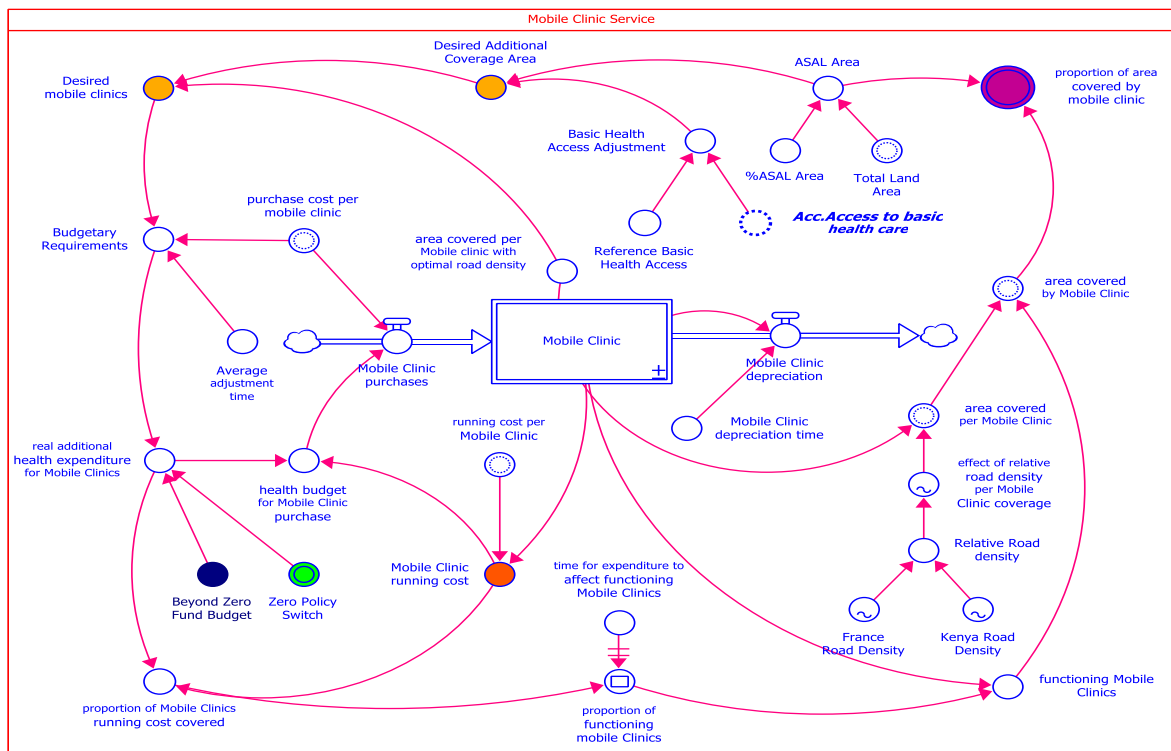 Mobile Clinic Service
Desired Additional
Coverage Area
ASAL Area
Desired
mobile clinics
proportion of area
covered by
mobile clinic
Basic Health
Access Adjustment
%ASAL Area
Total Land
Area
purchase cost per
mobile clinic
Acc.Access to basic
health care
Budgetary
Requirements
area covered per
Mobile clinic with
optimal road density
Reference Basic
Health Access
area covered
by Mobile Clinic
Mobile Clinic
Average
adjustment
time
Mobile Clinic
purchases
Mobile Clinic
depreciation
running cost per
Mobile Clinic
Mobile Clinic
depreciation time
area covered
per Mobile Clinic
real additional
health expenditure
for Mobile Clinics
effect of relative
road density
per Mobile
Clinic coverage
health budget
for Mobile Clinic
purchase
Relative Road
density
Mobile Clinic
running cost
time for expenditure to
affect functioning
Mobile Clinics
Beyond Zero
Fund Budget
Zero Policy
Switch
France
Road Density
Kenya Road
Density
functioning Mobile
Clinics
proportion of Mobile Clinics
running cost covered
proportion of
functioning
mobile Clinics